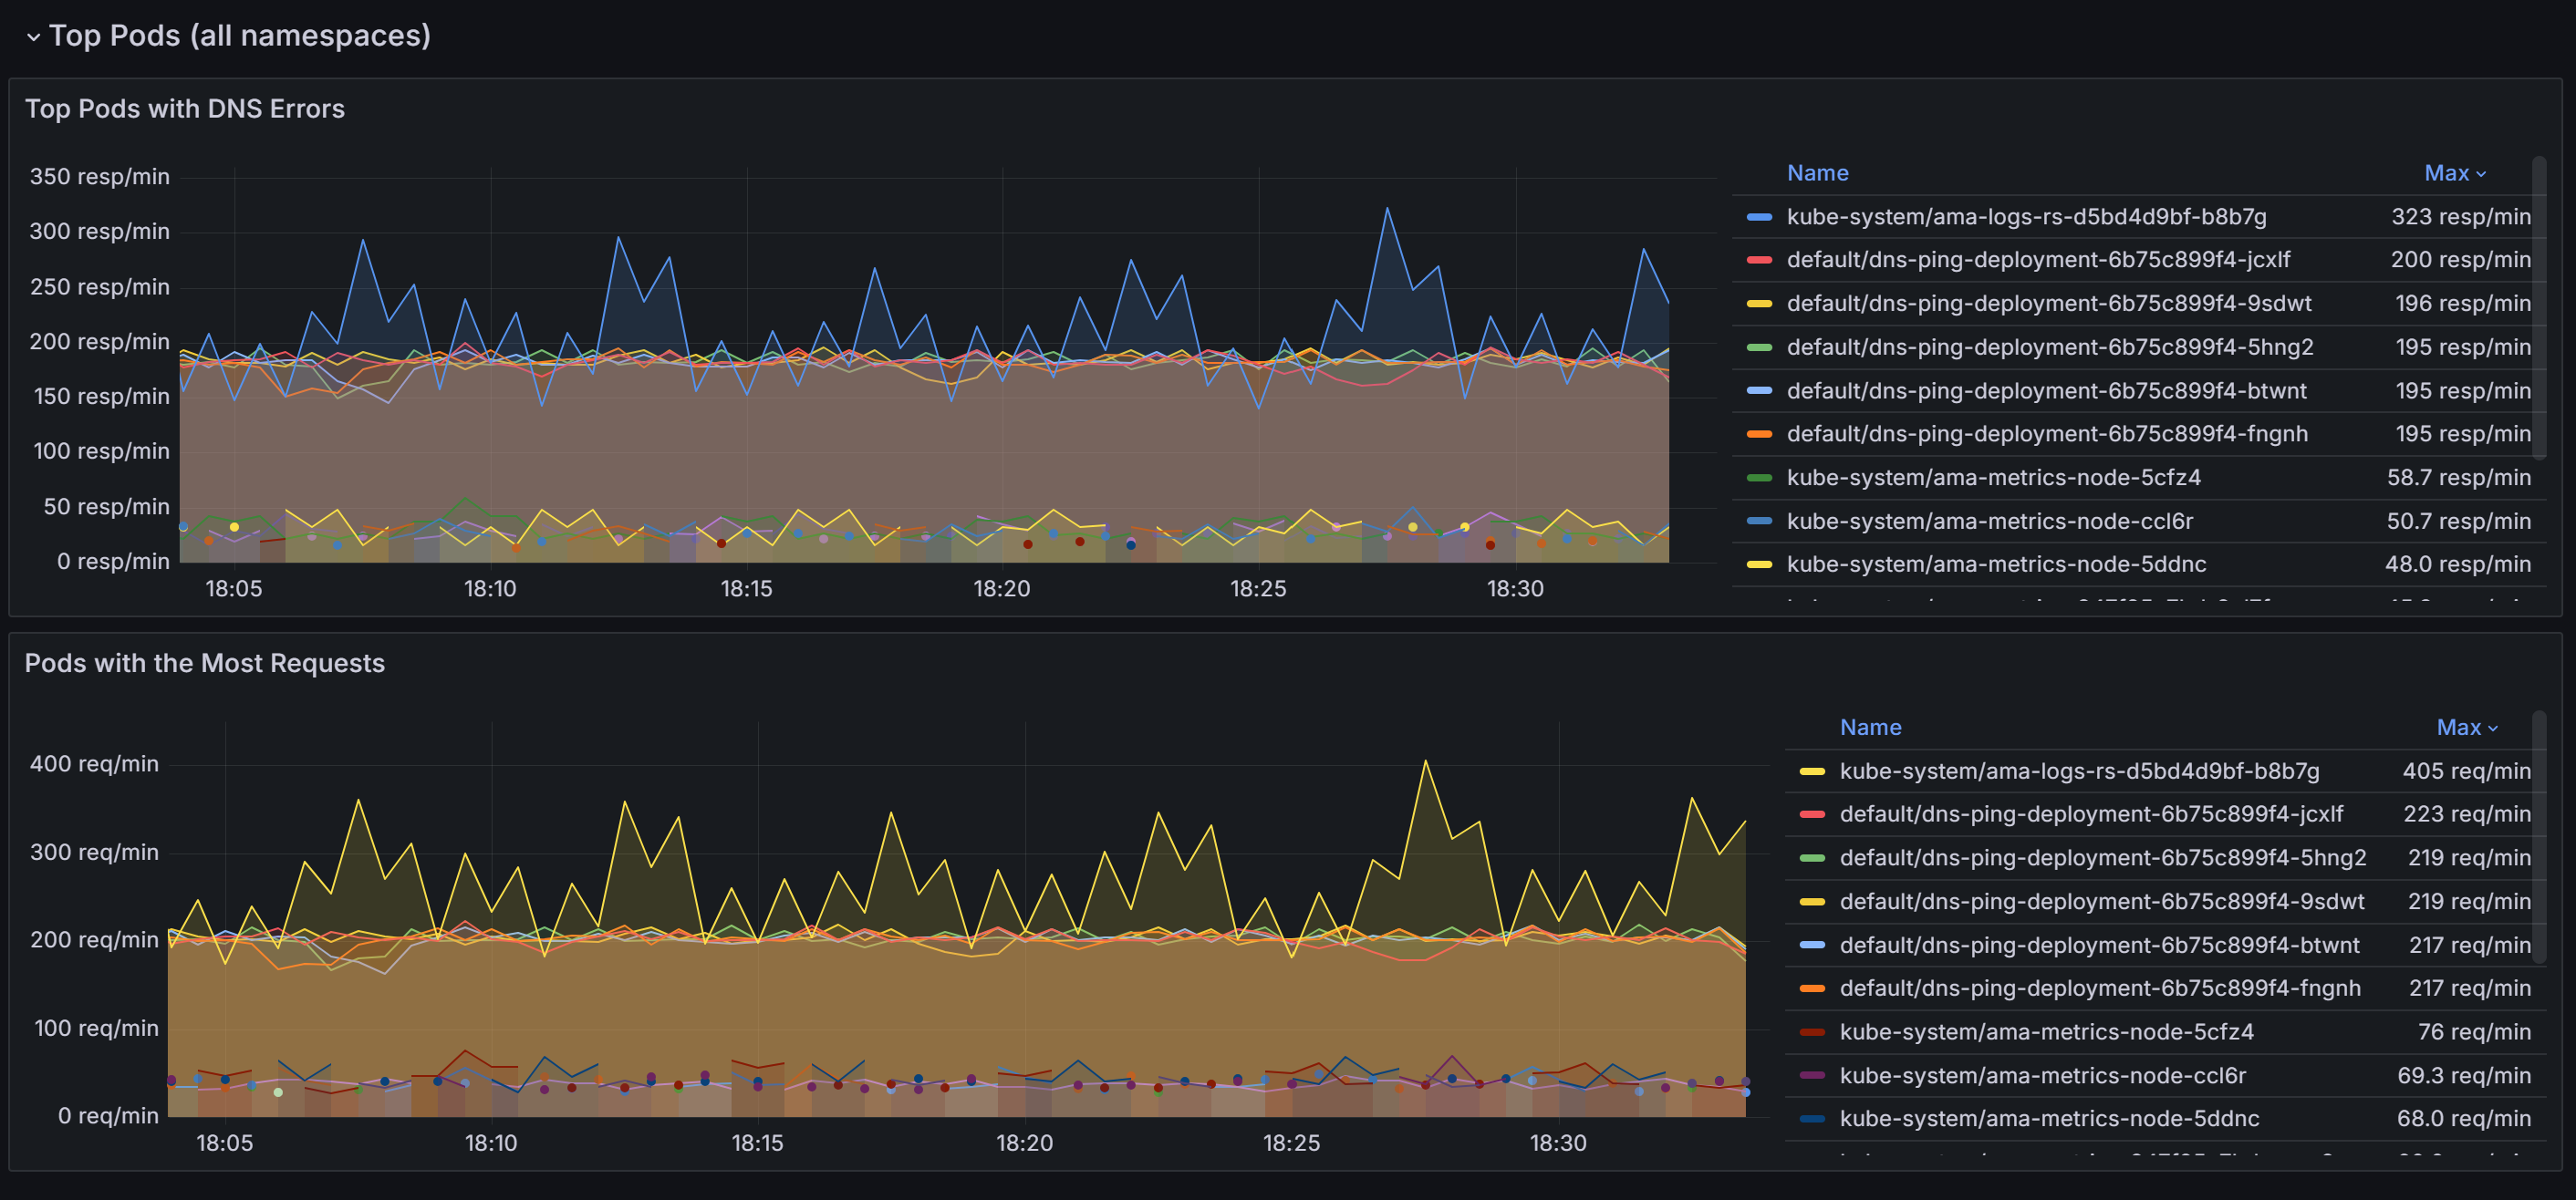 Top Pods (all namespaces)
Top Pods with DNS Errors
350 resp/min
300 resp/min
250 resp/min
200 resp/min
150 resp/min
100 resp/min
50 resp/min
0 resp/min
18:05 18:10 18:15 18:20 18:25 18:30
Name Max
kube-system/ama-logs-rs-d5bd4d9bf-b8b7g 323 resp/min
default/dns-ping-deployment-6b75c899f4-jcxlf 200 resp/min
default/dns-ping-deployment-6b75c899f4-9sdwt 196 resp/min
default/dns-ping-deployment-6b75c899f4-5hng2 195 resp/min
default/dns-ping-deployment-6b75c899f4-btwnt 195 resp/min
default/dns-ping-deployment-6b75c899f4-fngnh 195 resp/min
kube-system/ama-metrics-node-5cfz4 58.7 resp/min
kube-system/ama-metrics-node-ccl6r 50.7 resp/min
kube-system/ama-metrics-node-5ddnc 48.0 resp/min
Pods with the Most Requests
400 req/min
300 req/min
200 req/min
100 req/min
0 req/min
18:05 18:10 18:15 18:20 18:25 18:30
Name Max
kube-system/ama-logs-rs-d5bd4d9bf-b8b7g 405 req/min
default/dns-ping-deployment-6b75c899f4-jcxlf 223 req/min
default/dns-ping-deployment-6b75c899f4-5hng2 219 req/min
default/dns-ping-deployment-6b75c899f4-9sdwt 219 req/min
default/dns-ping-deployment-6b75c899f4-btwnt 217 req/min
default/dns-ping-deployment-6b75c899f4-fngnh 217 req/min
kube-system/ama-metrics-node-5cfz4 76 req/min
kube-system/ama-metrics-node-ccl6r 69.3 req/min
kube-system/ama-metrics-node-5ddnc 68.0 req/min